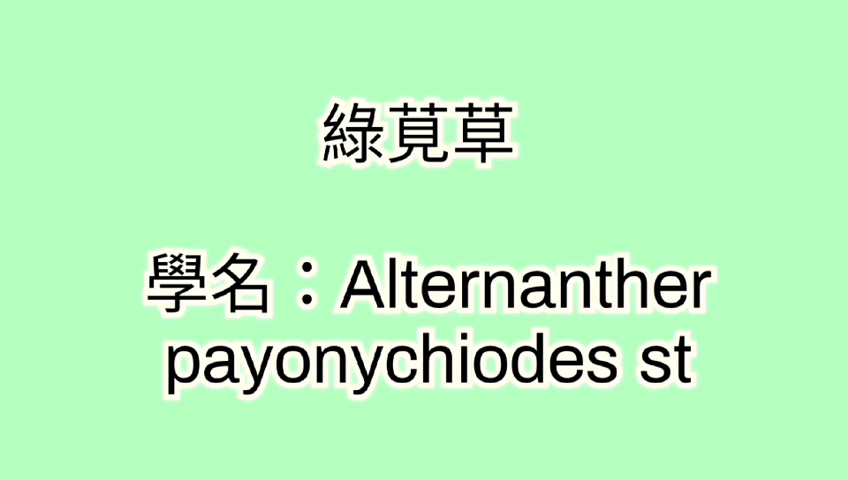 綠莧草
學名：Alternanther
payonychiodes st